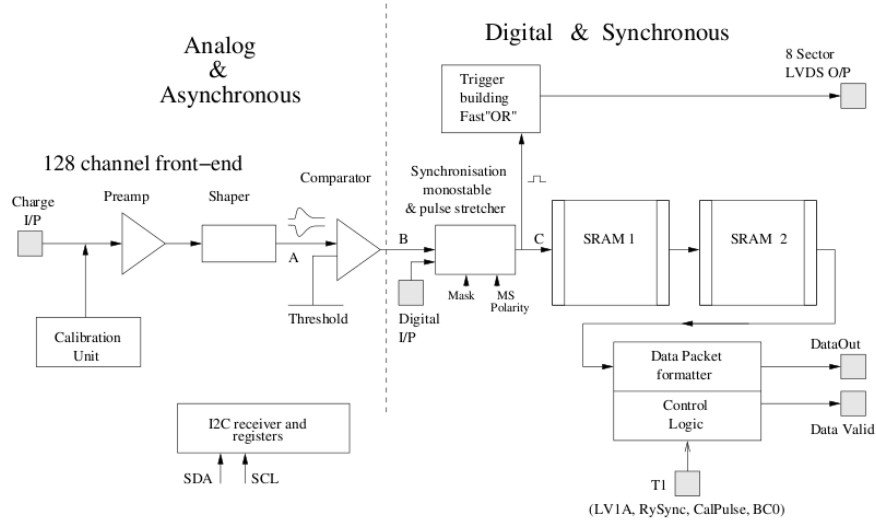 Analog
&
Asynchronous
Digital & Synchronous
8 Sector
LVDS O/P
Trigger
building
Fast"OR"
128 channel front−end
Charge
I/P
Preamp
Shaper
Comparator
Synchronisation
monostable
& pulse stretcher
A
B
C
SRAM 1
SRAM 2
Threshold
Digital
I/P
Mask
MS
Polarity
Calibration
Unit
Data Packet
formatter
DataOut
Control
Logic
Data Valid
I2C receiver and
registers
SDA
SCL
T1
(LV1A, RySync, CalPulse, BC0)